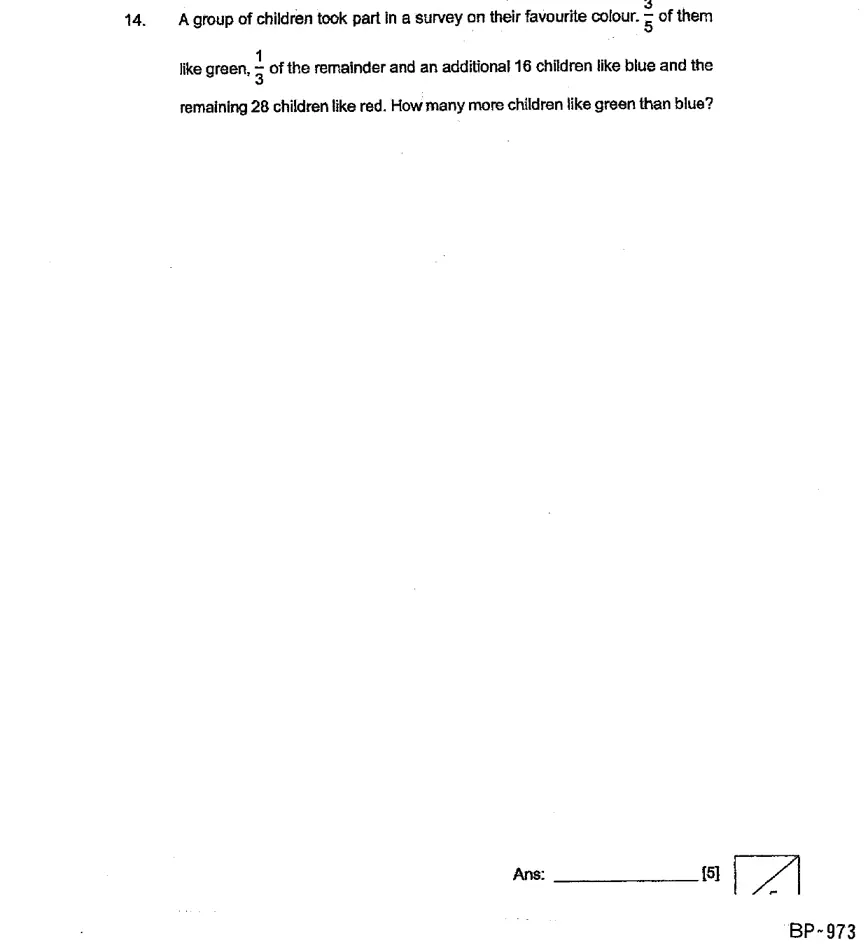 14. A group of children took part in a survey on their favourite colour. 3/5 of them
like green, 1/3 of the remainder and an additional 16 children like blue and the
remaining 28 children like red. How many more children like green than blue?
Ans: ____________ [5]
BP-973